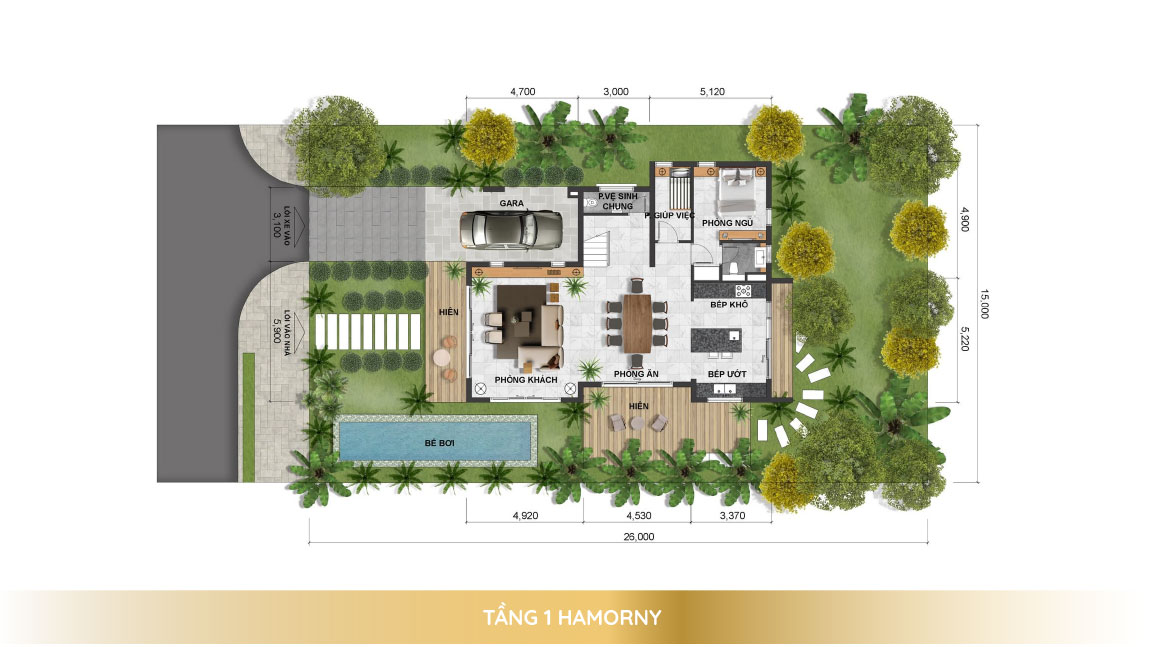 4,700
3,000
5,120
GARA
P.VỆ SINH
CHUNG
P.GIÚP VIỆC
PHÒNG NGỦ
LỐI XE VÀO
3,100
4,900
HIÊN
BẾP KHÔ
15,000
LỐI VÀO NHÀ
5,900
5,220
PHÒNG KHÁCH
PHÒNG ĂN
BẾP ƯỚT
HIÊN
BỂ BƠI
4,920
4,530
3,370
26,000
TẦNG 1 HAMORNY